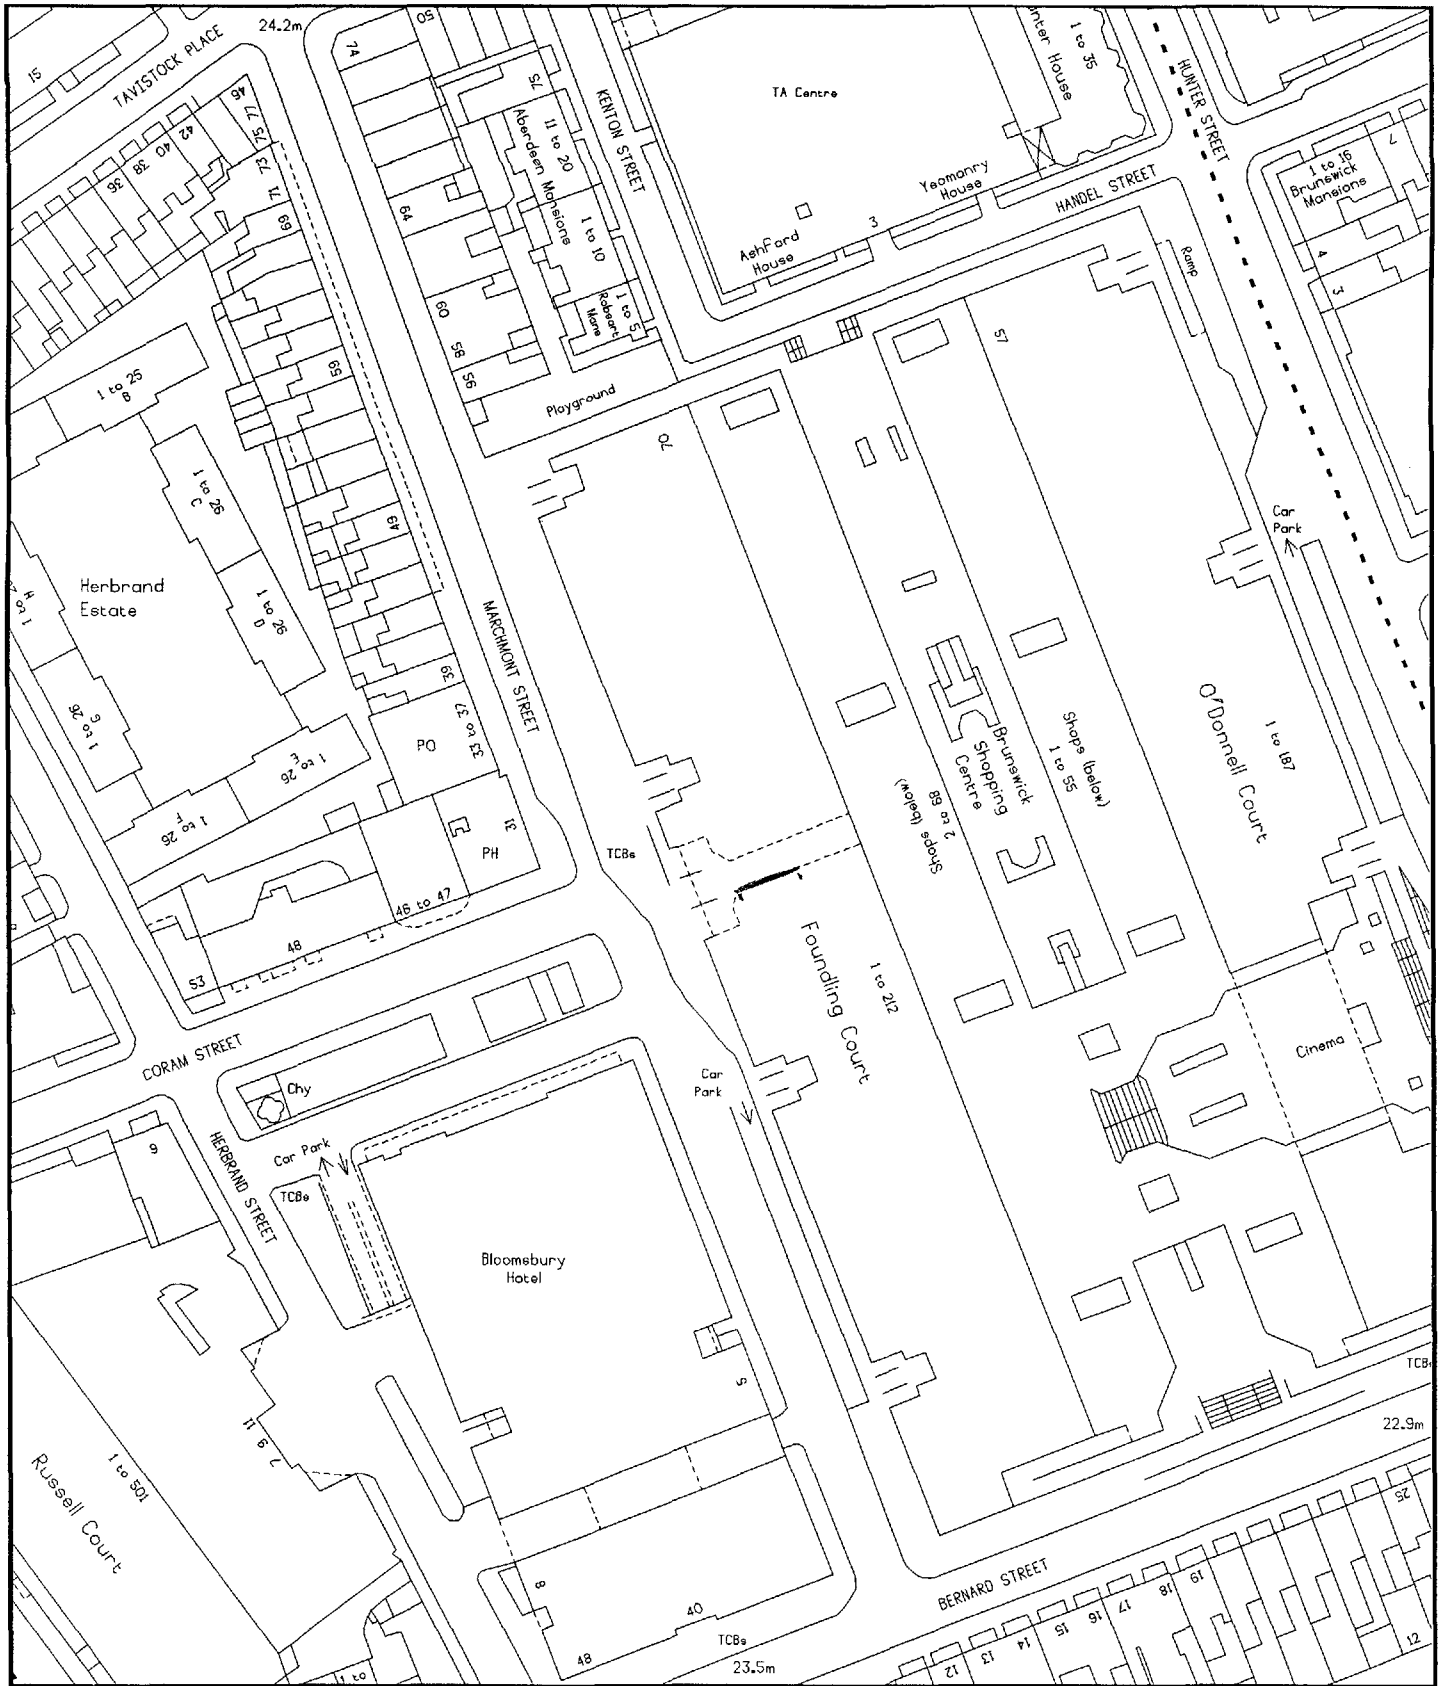 24.2m
TAVISTOCK PLACE
15
50
74
75
KENTON STREET
11 to 20
Aberdeen Mansions
1 to 10
1 to 5
Robsart
Mans
TA Centre
1 to 35
HUNTER STREET
7
1 to 16
Brunswick
Mansions
4
3
Yeomanry
House
HANDEL STREET
3
Ashford
House
Ramp
46
42
40
38
36
75 77
73
71
69
64
60
58
56
59
Playground
57
70
1 to 25
B
1 to 26
C
49
Herbrand
Estate
1 to 26
D
MARCHMONT STREET
39
33 to 37
PO
1 to 26
G
1 to 26
E
1 to 26
F
31
PH
TCBs
46 to 47
48
53
Car
Park
O'Donnell Court
1 to 187
Shops (below)
1 to 55
Brunswick
Shopping
Centre
2 to 68
Shops (below)
Foundling Court
1 to 212
Cinema
CORAM STREET
Chy
Car
Park
HERBRAND STREET
9
Car Park
TCBs
Bloomsbury
Hotel
5
7 9 11
1 to 501
Russell Court
22.9m
25
BERNARD STREET
8
40
48
TCBs
23.5m
12
13
14
15
16
17
18
19
12